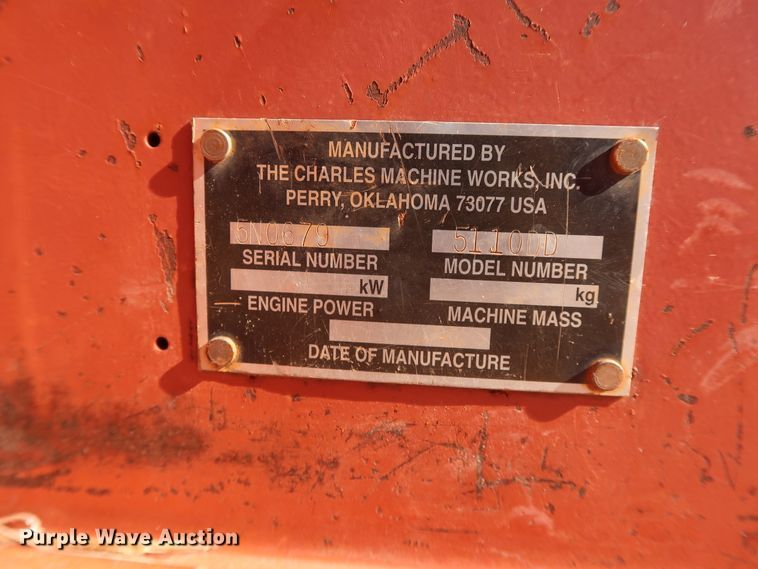 MANUFACTURED BY
THE CHARLES MACHINE WORKS, INC.
PERRY, OKLAHOMA 73077 USA
5N0679 5110DD
SERIAL NUMBER MODEL NUMBER
kW kg
ENGINE POWER MACHINE MASS
DATE OF MANUFACTURE
Purple Wave Auction